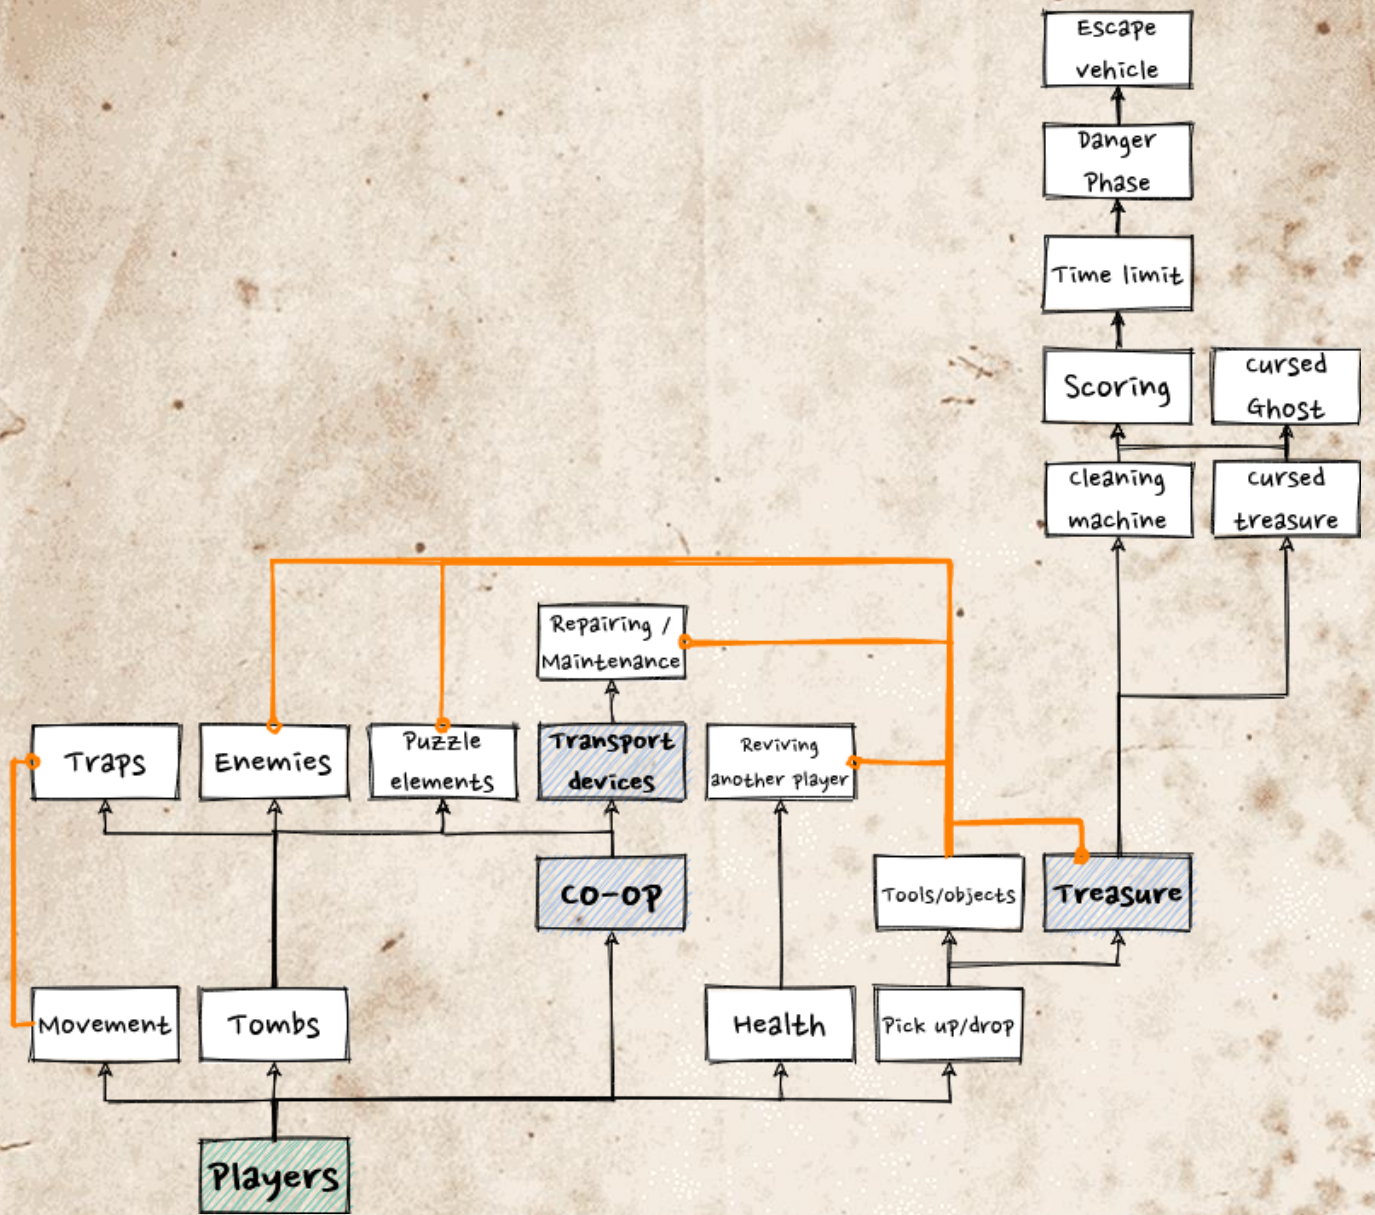 Escape
vehicle
Danger
Phase
Time limit
Scoring
cursed
Ghost
cleaning
machine
cursed
treasure
Repairing /
Maintenance
Traps
Enemies
Puzzle
elements
Transport
devices
Reviving
another player
CO-OP
Tools/objects
Treasure
Movement
Tombs
Health
Pick up/drop
Players